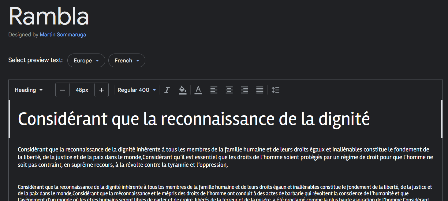 Rambla
Designed by Martin Sommaruga
Select preview text: Europe French
Heading 48px Regular 400
Considérant que la reconnaissance de la dignité
Considérant que la reconnaissance de la dignité inhérente à tous les membres de la famille humaine et de leurs droits égaux et inaliénables constitue le fondement de
la liberté, de la justice et de la paix dans le monde,Considérant qu'il est essentiel que les droits de l'homme soient protégés par un régime de droit pour que l'homme ne
soit pas contraint, en suprême recours, à la révolte contre la tyrannie et l'oppression.
Considérant que la reconnaissance de la dignité inhérente à tous les membres de la famille humaine et de leurs droits égaux et inaliénables constitue le fondement de la liberté, de la justice et
de la paix dans le monde.Considérant que la méconnaissance et le mépris des droits de l'homme ont conduit à des actes de barbarie qui révoltent la conscience de l'humanité et que